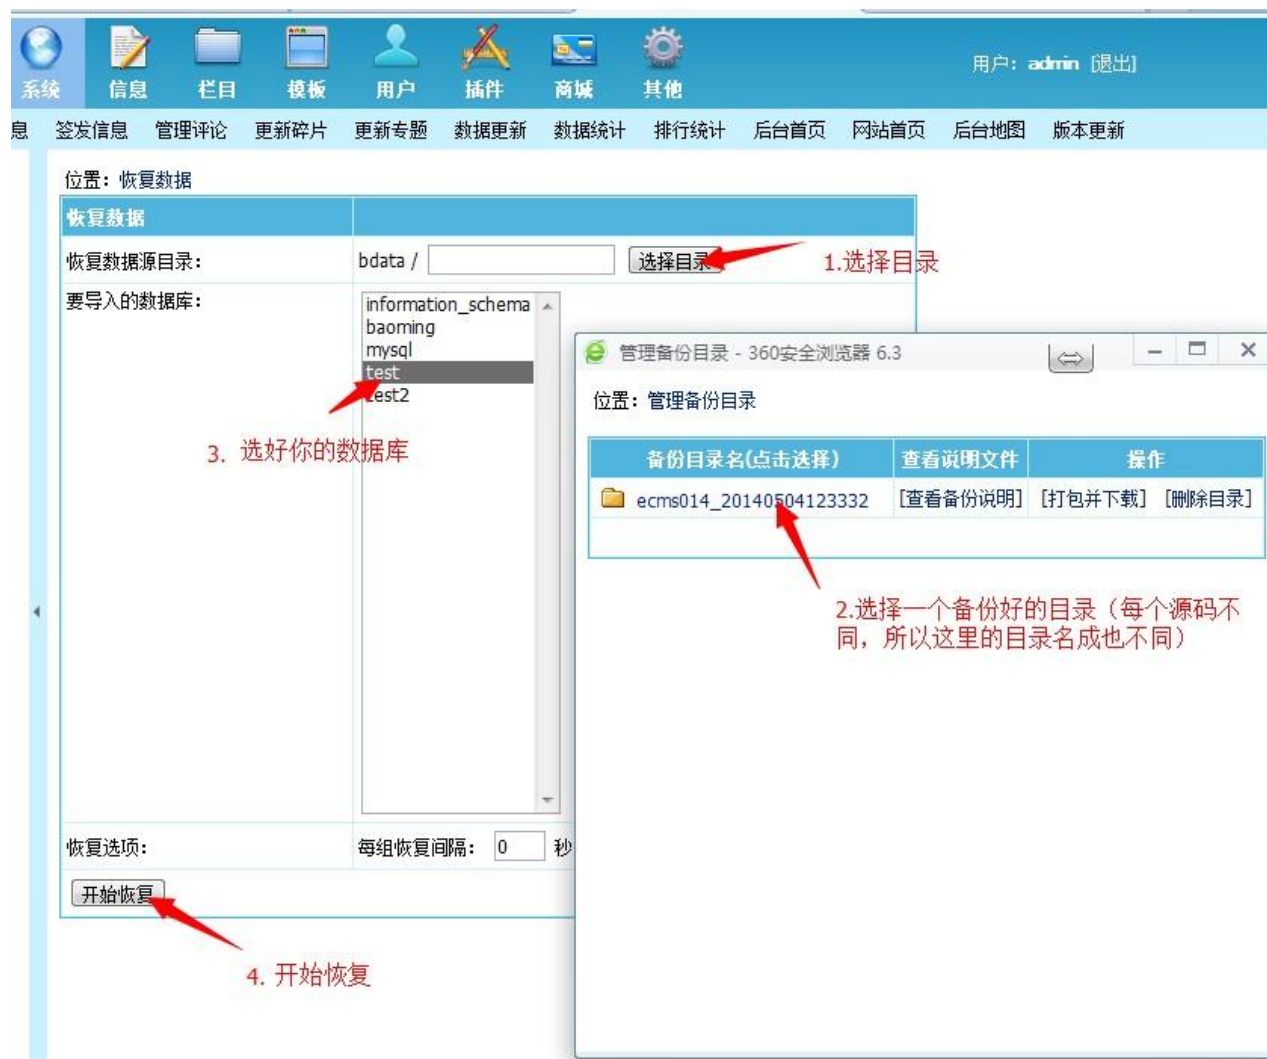 系统 信息 栏目 模板 用户 插件 商城 其他 用户：admin [退出]
息 签发信息 管理评论 更新碎片 更新专题 数据更新 数据统计 排行统计 后台首页 网站首页 后台地图 版本更新
位置：恢复数据
恢复数据
恢复数据源目录： bdata / 选择目录 1.选择目录
要导入的数据库： information_schema
baoming
mysql
test
test2
3. 选好你的数据库
管理备份目录 - 360安全浏览器 6.3
位置：管理备份目录
备份目录名(点击选择) 查看说明文件 操作
ecms014_20140504123332 [查看备份说明] [打包并下载] [删除目录]
2.选择一个备份好的目录（每个源码不
同，所以这里的目录名成也不同）
恢复选项： 每组恢复间隔： 0 秒
开始恢复
4. 开始恢复